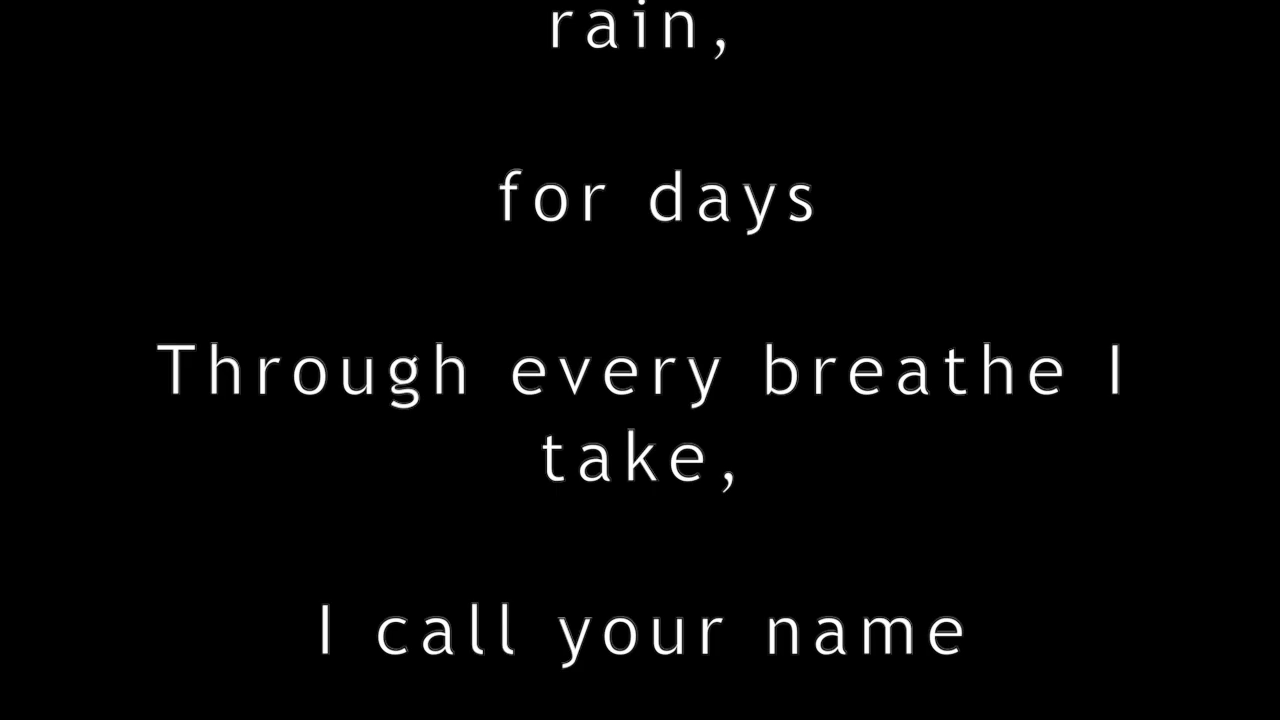 rain,
for days
Through every breathe I
take,
I call your name